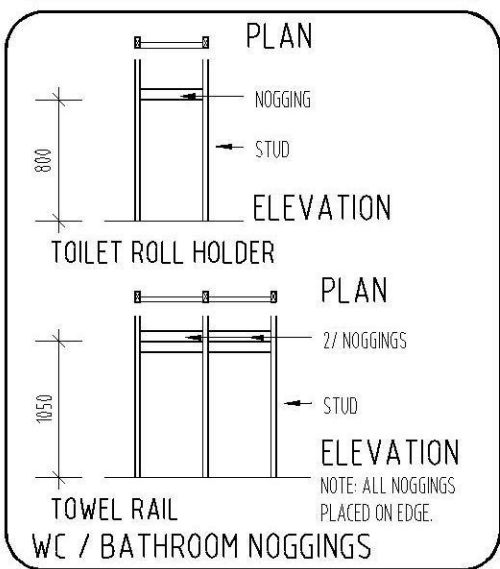 PLAN
NOGGING
800
STUD
ELEVATION
TOILET ROLL HOLDER
PLAN
2/ NOGGINGS
1050
STUD
ELEVATION
NOTE: ALL NOGGINGS
PLACED ON EDGE.
TOWEL RAIL
WC / BATHROOM NOGGINGS